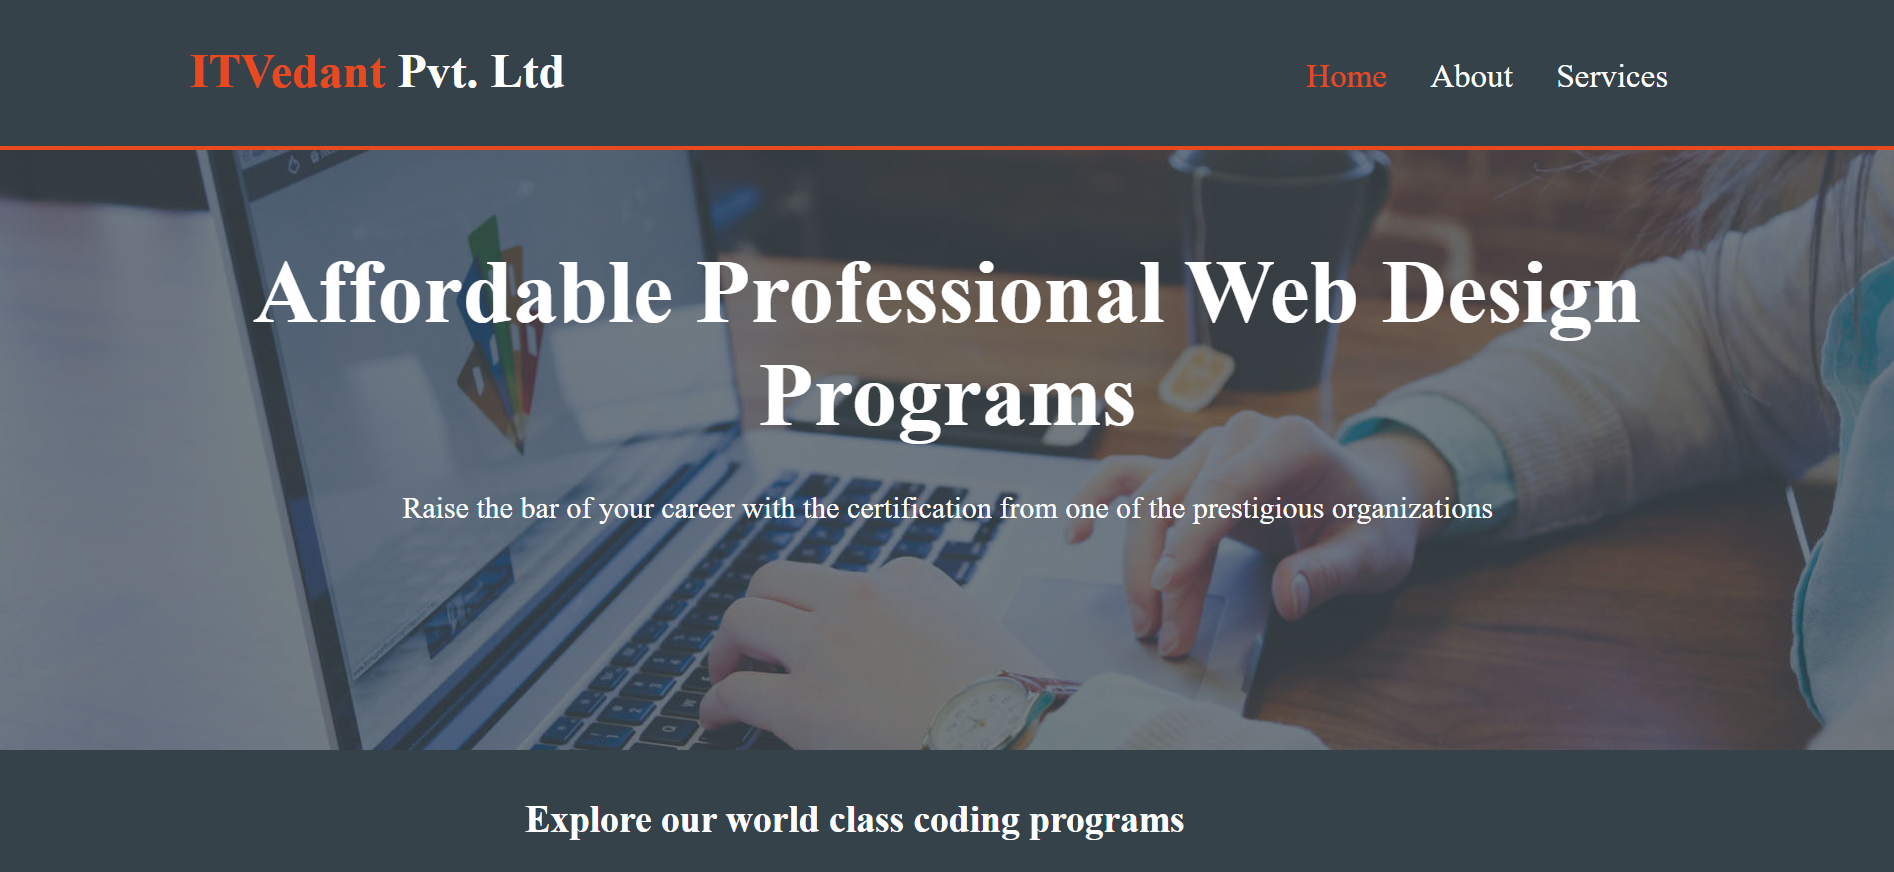 ITVedant Pvt. Ltd
Home About Services
Affordable Professional Web Design
Programs
Raise the bar of your career with the certification from one of the prestigious organizations
Explore our world class coding programs